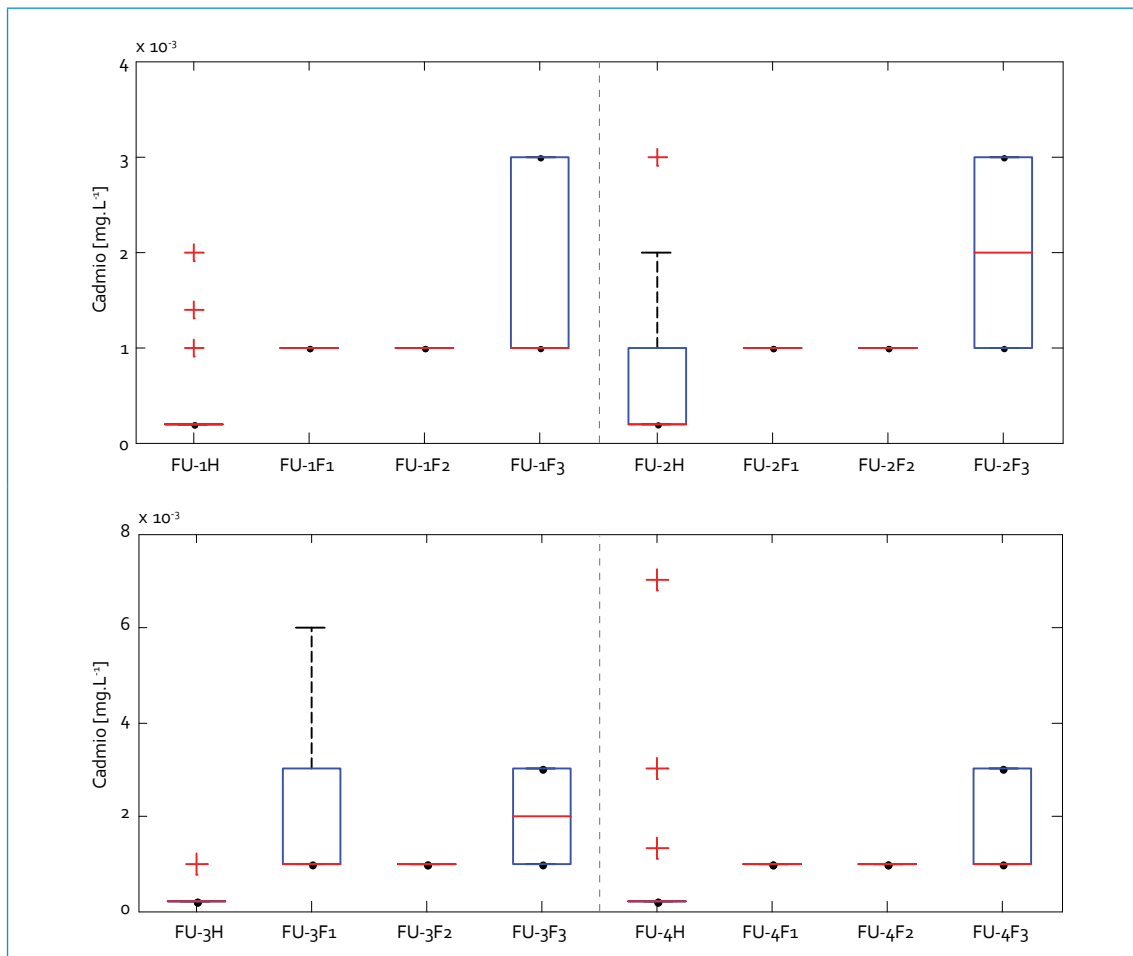 x 10⁻³
4
3
2
1
0
Cadmio [mg.L⁻¹]
FU-1H FU-1F1 FU-1F2 FU-1F3 FU-2H FU-2F1 FU-2F2 FU-2F3
x 10⁻³
8
6
4
2
0
Cadmio [mg.L⁻¹]
FU-3H FU-3F1 FU-3F2 FU-3F3 FU-4H FU-4F1 FU-4F2 FU-4F3